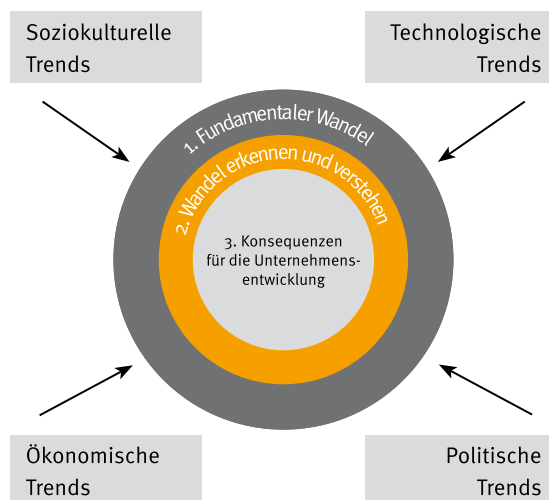 Soziokulturelle
Trends
Technologische
Trends
1. Fundamentaler Wandel
2. Wandel erkennen und verstehen
3. Konsequenzen
für die Unternehmens-
entwicklung
Ökonomische
Trends
Politische
Trends